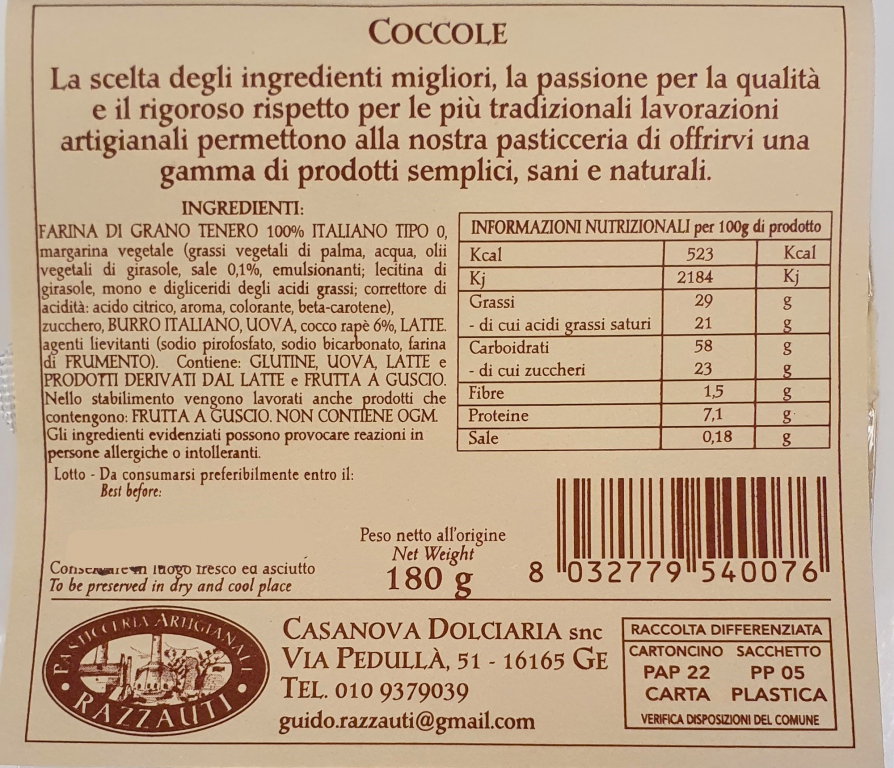 COCCOLE
La scelta degli ingredienti migliori, la passione per la qualità
e il rigoroso rispetto per le più tradizionali lavorazioni
artigianali permettono alla nostra pasticceria di offrirvi una
gamma di prodotti semplici, sani e naturali.
INGREDIENTI:
FARINA DI GRANO TENERO 100% ITALIANO TIPO 0,
margarina vegetale (grassi vegetali di palma, acqua, olii
vegetali di girasole, sale 0,1%, emulsionanti; lecitina di
girasole, mono e digliceridi degli acidi grassi; correttore di
acidità: acido citrico, aroma, colorante, beta-carotene),
zucchero, BURRO ITALIANO, UOVA, cocco rapè 6%, LATTE.
agenti lievitanti (sodio pirofosfato, sodio bicarbonato, farina
di FRUMENTO). Contiene: GLUTINE, UOVA, LATTE e
PRODOTTI DERIVATI DAL LATTE e FRUTTA A GUSCIO.
Nello stabilimento vengono lavorati anche prodotti che
contengono: FRUTTA A GUSCIO. NON CONTIENE OGM.
Gli ingredienti evidenziati possono provocare reazioni in
persone allergiche o intolleranti.
INFORMAZIONI NUTRIZIONALI per 100g di prodotto
Kcal 523 Kcal
Kj 2184 Kj
Grassi 29 g
- di cui acidi grassi saturi 21 g
Carboidrati 58 g
- di cui zuccheri 23 g
Fibre 1,5 g
Proteine 7,1 g
Sale 0,18 g
Lotto - Da consumarsi preferibilmente entro il:
Best before:
Peso netto all'origine
Net Weight
180 g
in luogo fresco ed asciutto
To be preserved in dry and cool place
8 032779 540076
PASTICCERIA ARTIGIANALE
RAZZAUTI
CASANOVA DOLCIARIA snc
VIA PEDULLÀ, 51 - 16165 GE
TEL. 010 9379039
guido.razzauti@gmail.com
RACCOLTA DIFFERENZIATA
CARTONCINO SACCHETTO
PAP 22 PP 05
CARTA PLASTICA
VERIFICA DISPOSIZIONI DEL COMUNE